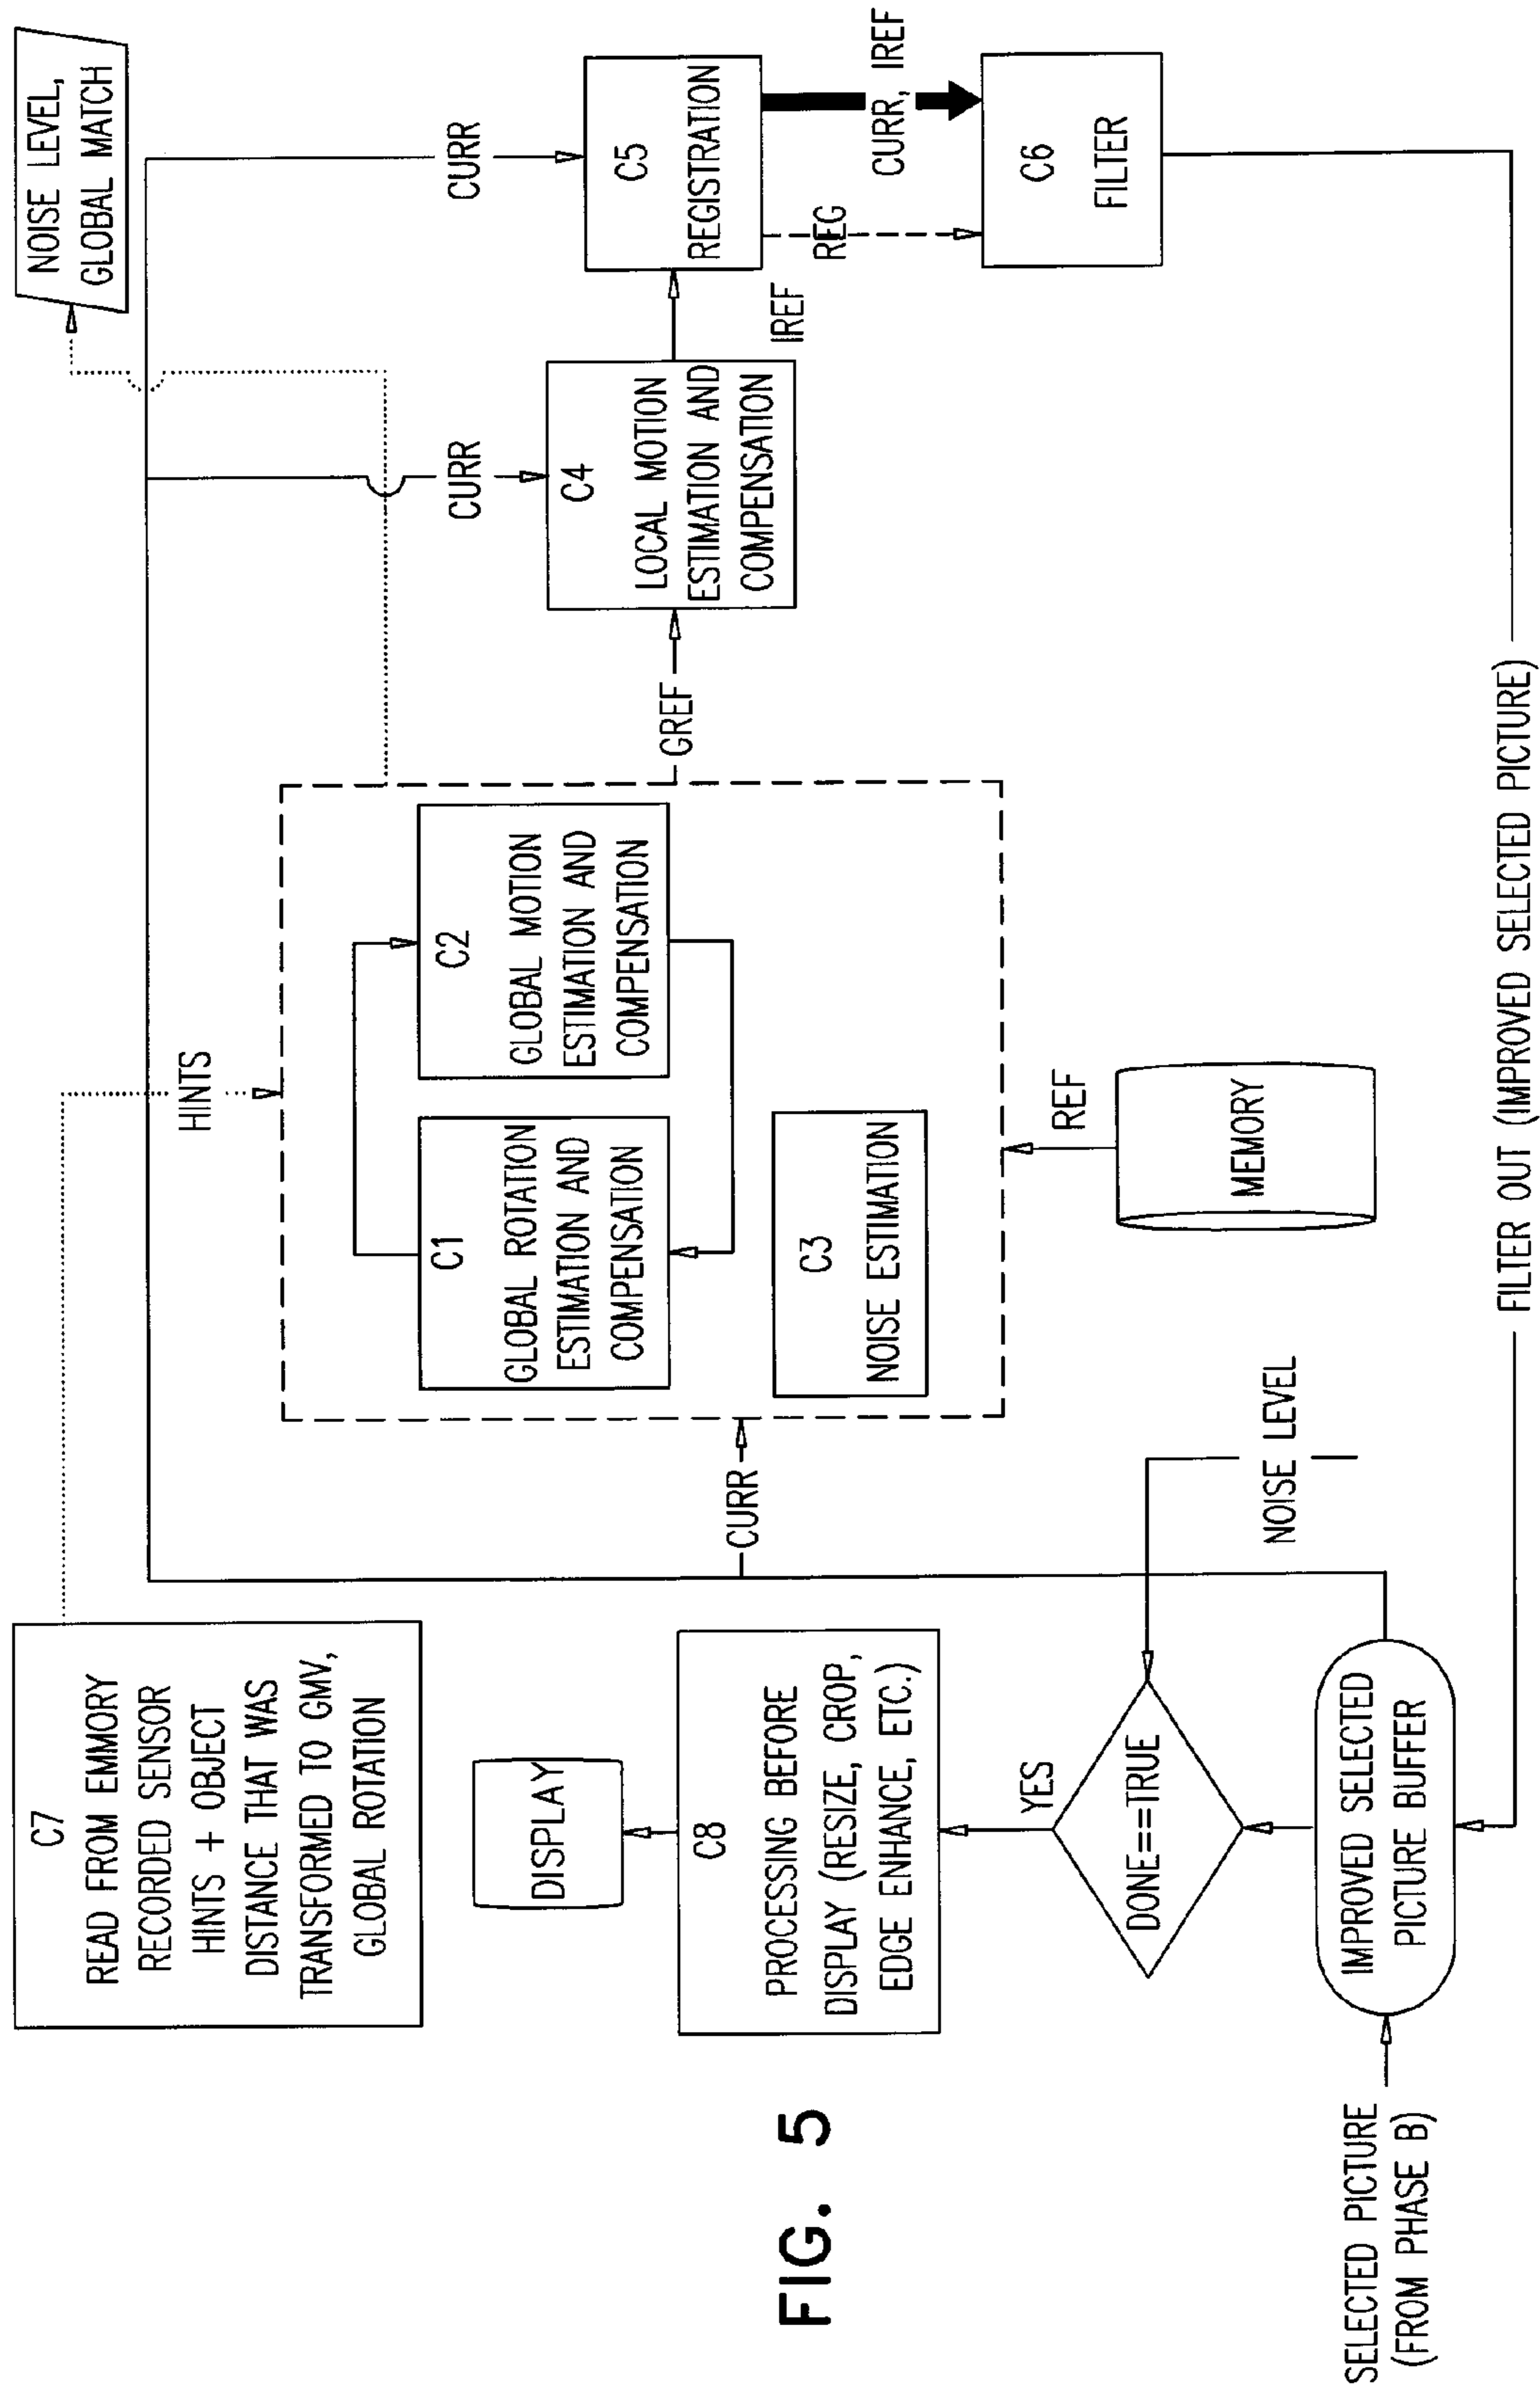 C7
READ FROM EMMORY
RECORDED SENSOR
HINTS + OBJECT
DISTANCE THAT WAS
TRANSFORMED TO GMV,
GLOBAL ROTATION
HINTS
NOISE LEVEL,
GLOBAL MATCH
DISPLAY
C8
PROCESSING BEFORE
DISPLAY (RESIZE, CROP,
EDGE ENHANCE, ETC.)
YES
DONE==TRUE
NOISE LEVEL
SELECTED PICTURE
(FROM PHASE B)
IMPROVED SELECTED
PICTURE BUFFER
CURR
C1
GLOBAL ROTATION
ESTIMATION AND
COMPENSATION
C2
GLOBAL MOTION
ESTIMATION AND
COMPENSATION
C3
NOISE ESTIMATION
REF
MEMORY
GREF
CURR
C4
LOCAL MOTION
ESTIMATION AND
COMPENSATION
IREF
CURR
C5
REGISTRATION
REG
CURR, IREF
C6
FILTER
FILTER OUT (IMPROVED SELECTED PICTURE)
FIG. 5